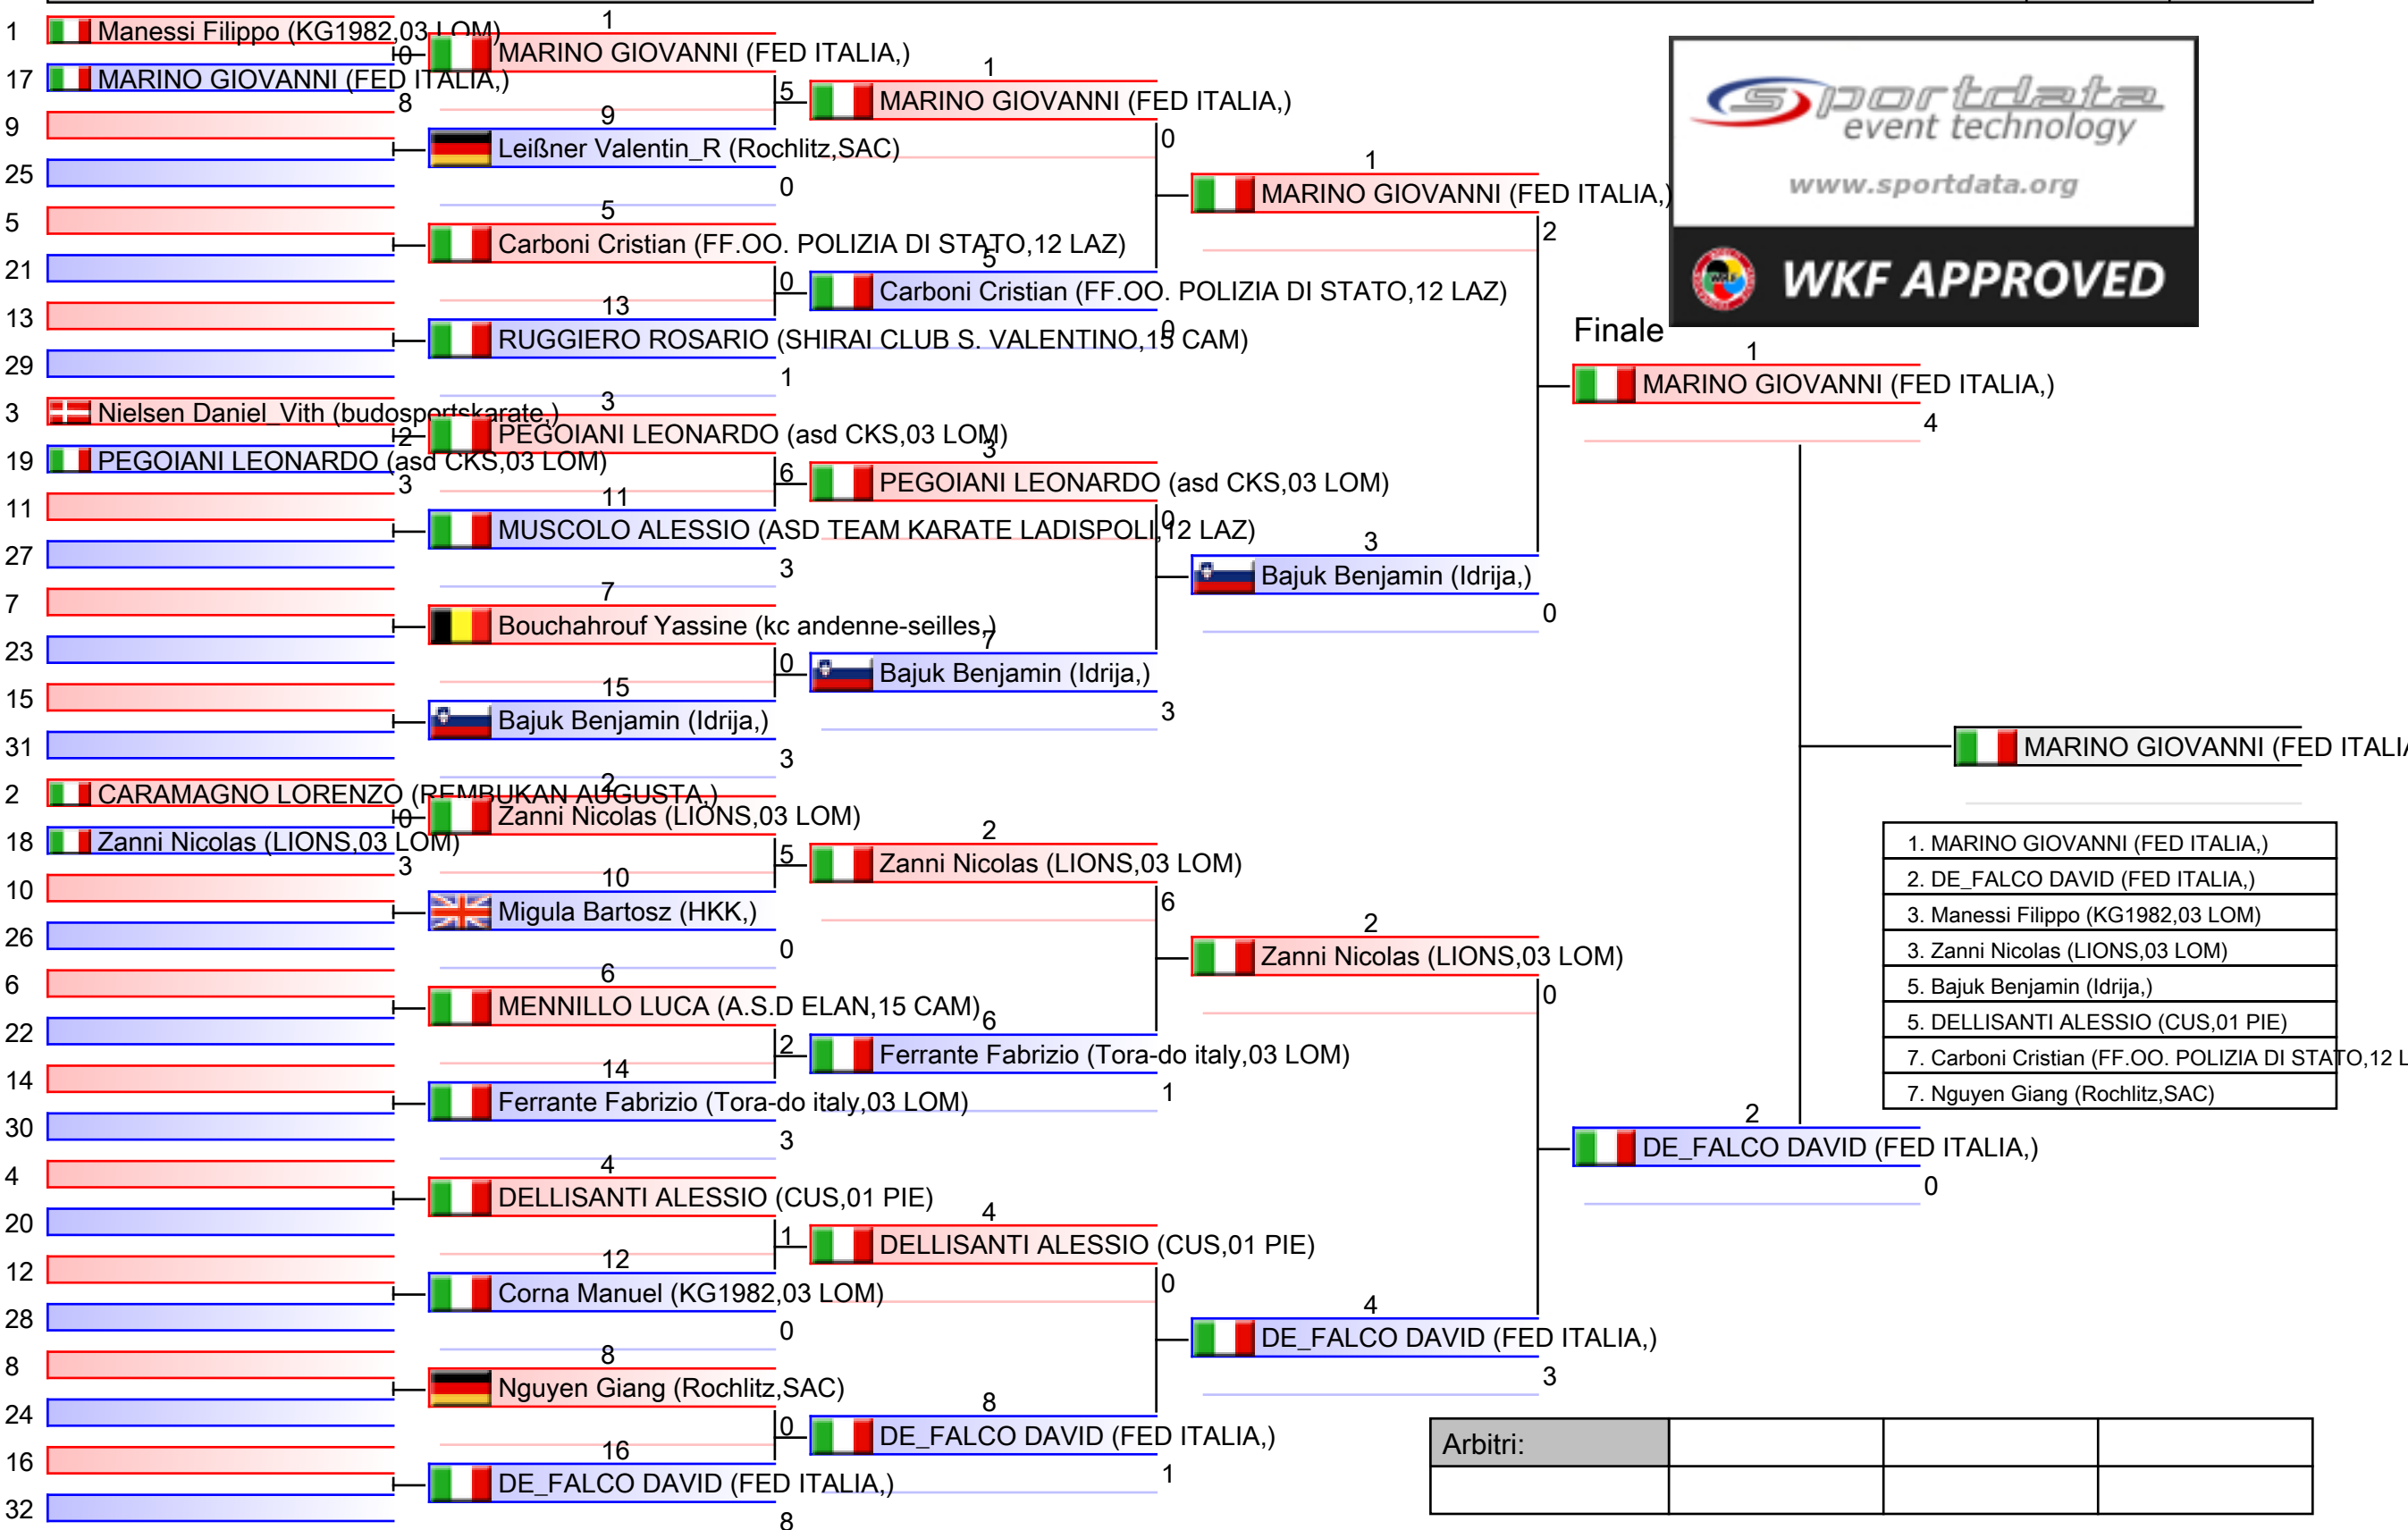 1
1 Manessi Filippo (KG1982,03 LOM)
0
MARINO GIOVANNI (FED ITALIA,)
17 MARINO GIOVANNI (FED ITALIA,)
8
5
1
MARINO GIOVANNI (FED ITALIA,)
9
9
Leißner Valentin_R (Rochlitz,SAC)
0
25
0
1
MARINO GIOVANNI (FED ITALIA,)
2
5
5
Carboni Cristian (FF.OO. POLIZIA DI STATO,12 LAZ)
21
0
5
Carboni Cristian (FF.OO. POLIZIA DI STATO,12 LAZ)
0
13
13
RUGGIERO ROSARIO (SHIRAI CLUB S. VALENTINO,15 CAM)
29
1
sportdata
event technology
www.sportdata.org
WKF
WKF APPROVED
Finale
1
MARINO GIOVANNI (FED ITALIA,)
4
3 Nielsen Daniel_Vith (budosportskarate,)
2
3
PEGOIANI LEONARDO (asd CKS,03 LOM)
19 PEGOIANI LEONARDO (asd CKS,03 LOM)
3
6
3
PEGOIANI LEONARDO (asd CKS,03 LOM)
0
11
11
MUSCOLO ALESSIO (ASD TEAM KARATE LADISPOLI,12 LAZ)
27
3
3
Bajuk Benjamin (Idrija,)
0
7
7
Bouchahrouf Yassine (kc andenne-seilles,)
23
0
7
Bajuk Benjamin (Idrija,)
3
15
15
Bajuk Benjamin (Idrija,)
31
3
MARINO GIOVANNI (FED ITALIA
2 CARAMAGNO LORENZO (REMBUKAN AUGUSTA,)
0
2
Zanni Nicolas (LIONS,03 LOM)
18 Zanni Nicolas (LIONS,03 LOM)
3
5
2
Zanni Nicolas (LIONS,03 LOM)
6
10
10
Migula Bartosz (HKK,)
26
0
2
Zanni Nicolas (LIONS,03 LOM)
0
6
6
MENNILLO LUCA (A.S.D ELAN,15 CAM)
22
2
6
Ferrante Fabrizio (Tora-do italy,03 LOM)
1
14
14
Ferrante Fabrizio (Tora-do italy,03 LOM)
30
3
1. MARINO GIOVANNI (FED ITALIA,)
2. DE_FALCO DAVID (FED ITALIA,)
3. Manessi Filippo (KG1982,03 LOM)
3. Zanni Nicolas (LIONS,03 LOM)
5. Bajuk Benjamin (Idrija,)
5. DELLISANTI ALESSIO (CUS,01 PIE)
7. Carboni Cristian (FF.OO. POLIZIA DI STATO,12 L
7. Nguyen Giang (Rochlitz,SAC)
2
DE_FALCO DAVID (FED ITALIA,)
0
4
4
DELLISANTI ALESSIO (CUS,01 PIE)
20
1
4
DELLISANTI ALESSIO (CUS,01 PIE)
0
12
12
Corna Manuel (KG1982,03 LOM)
28
0
4
DE_FALCO DAVID (FED ITALIA,)
3
8
8
Nguyen Giang (Rochlitz,SAC)
24
0
8
DE_FALCO DAVID (FED ITALIA,)
1
16
16
DE_FALCO DAVID (FED ITALIA,)
32
8
Arbitri: